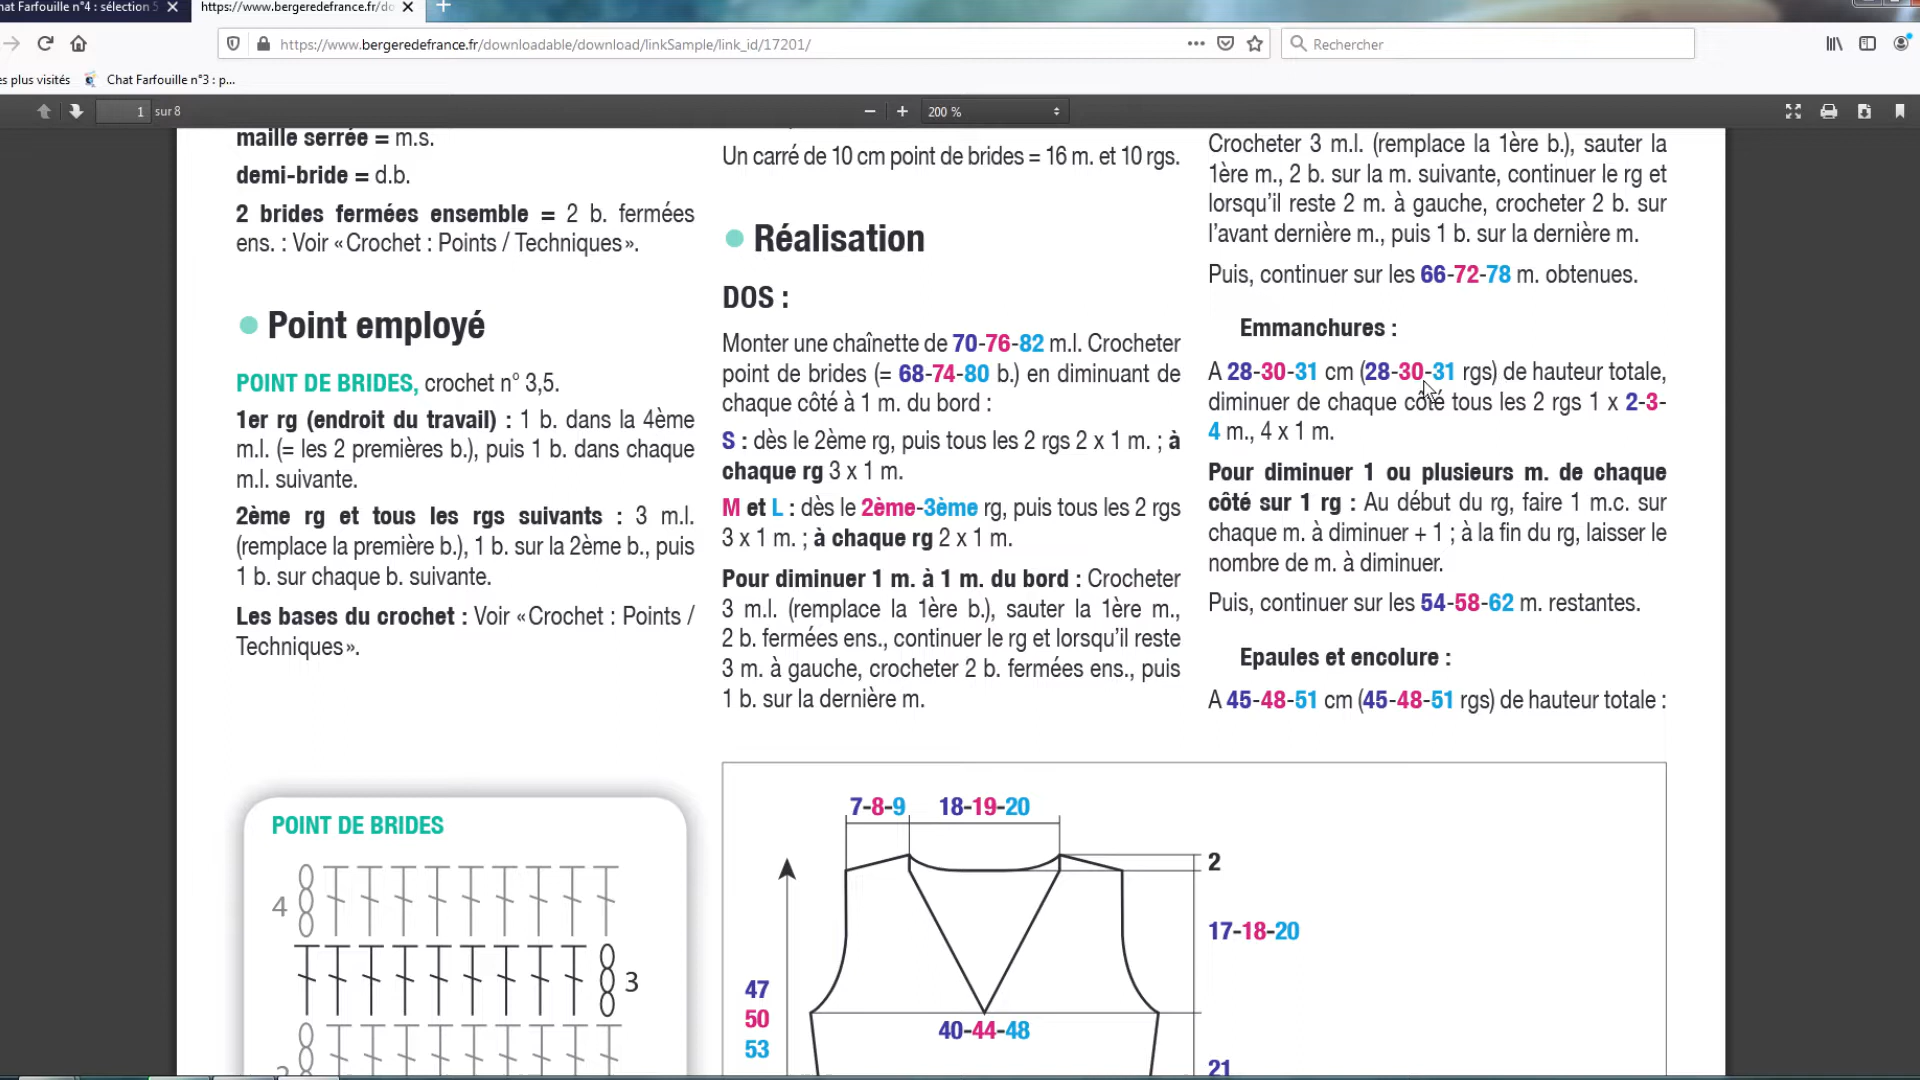 hat Farfouille n°4 : sélection 5
https://www.bergeredefrance.fr/do
https://www.bergeredefrance.fr/downloadable/download/linkSample/link_id/17201/
Rechercher
es plus visités
Chat Farfouille n°3 : p...
1 sur 8
200 %
maille serrée = m.s.
demi-bride = d.b.
2 brides fermées ensemble = 2 b. fermées
ens. : Voir «Crochet : Points / Techniques».
Point employé
POINT DE BRIDES, crochet n° 3,5.
1er rg (endroit du travail) : 1 b. dans la 4ème
m.l. (= les 2 premières b.), puis 1 b. dans chaque
m.l. suivante.
2ème rg et tous les rgs suivants : 3 m.l.
(remplace la première b.), 1 b. sur la 2ème b., puis
1 b. sur chaque b. suivante.
Les bases du crochet : Voir «Crochet : Points /
Techniques».
POINT DE BRIDES
4
3
Un carré de 10 cm point de brides = 16 m. et 10 rgs.
Réalisation
DOS :
Monter une chaînette de 70-76-82 m.l. Crocheter
point de brides (= 68-74-80 b.) en diminuant de
chaque côté à 1 m. du bord :
S : dès le 2ème rg, puis tous les 2 rgs 2 x 1 m. ; à
chaque rg 3 x 1 m.
M et L : dès le 2ème-3ème rg, puis tous les 2 rgs
3 x 1 m. ; à chaque rg 2 x 1 m.
Pour diminuer 1 m. à 1 m. du bord : Crocheter
3 m.l. (remplace la 1ère b.), sauter la 1ère m.,
2 b. fermées ens., continuer le rg et lorsqu'il reste
3 m. à gauche, crocheter 2 b. fermées ens., puis
1 b. sur la dernière m.
Crocheter 3 m.l. (remplace la 1ère b.), sauter la
1ère m., 2 b. sur la m. suivante, continuer le rg et
lorsqu'il reste 2 m. à gauche, crocheter 2 b. sur
l'avant dernière m., puis 1 b. sur la dernière m.
Puis, continuer sur les 66-72-78 m. obtenues.
Emmanchures :
A 28-30-31 cm (28-30-31 rgs) de hauteur totale,
diminuer de chaque côté tous les 2 rgs 1 x 2-3-
4 m., 4 x 1 m.
Pour diminuer 1 ou plusieurs m. de chaque
côté sur 1 rg : Au début du rg, faire 1 m.c. sur
chaque m. à diminuer + 1 ; à la fin du rg, laisser le
nombre de m. à diminuer.
Puis, continuer sur les 54-58-62 m. restantes.
Epaules et encolure :
A 45-48-51 cm (45-48-51 rgs) de hauteur totale :
7-8-9 18-19-20
2
17-18-20
47
50
53
40-44-48
21